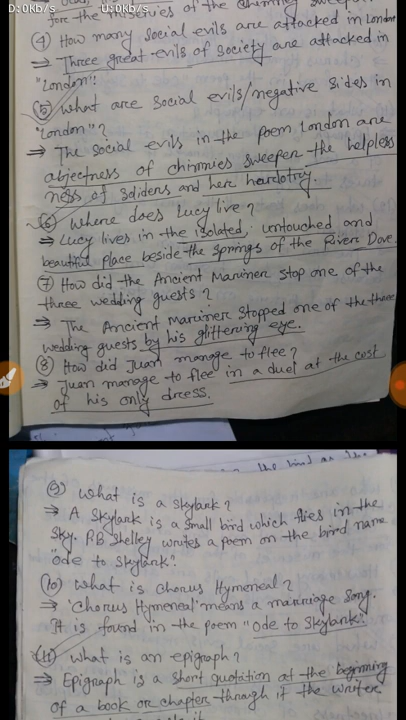 D:0Kb/s U:0Kb/s
fore the miseries of the chimney sweeper
(4) How many social evils are attacked in London
⇒ Three great evils of society are attacked in
"London".
(5) What are social evils/negative sides in
"London"?
⇒ The social evils in the poem London are
abjectness of chimnies sweeper the helpless
ness of soliders and her harlotry.
(6) Where does Lucy live?
⇒ Lucy lives in the isolated, untouched and
beautiful place beside the springs of the River Dove.
(7) How did the Ancient Mariner stop one of the
three wedding guests?
⇒ The Ancient Mariner stopped one of the three
wedding guests by his glittering eye.
(8) How did Juan manage to flee?
⇒ Juan manage to flee in a duel at the cost
of his only dress.
the bird as the
(9) What is a skylark?
⇒ A skylark is a small bird which flies in the
sky. P.B Shelley writes a poem on the bird name
"Ode to Skylark".
(10) What is Chorus Hymeneal?
⇒ 'Chorus Hymeneal' means a marriage song.
It is found in the poem "Ode to Skylark".
(11) What is an epigraph?
⇒ Epigraph is a short quotation at the beginning
of a book or chapter through it the writer